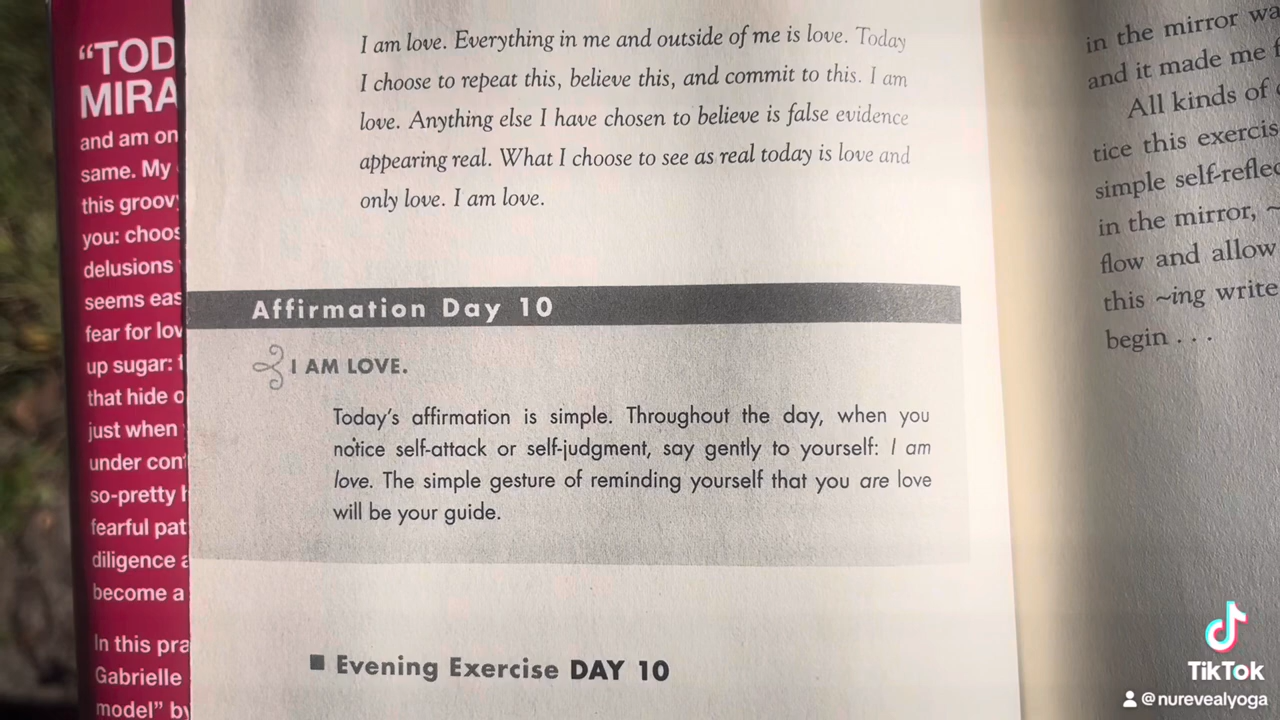 "TOD
MIRA
and am on
same. My
this groov
you: choos
delusions
seems eas
fear for lov
up sugar:
that hide o
just when
under con
so-pretty
fearful pat
diligence a
become a
In this pra
Gabrielle
model" by
I am love. Everything in me and outside of me is love. Today
I choose to repeat this, believe this, and commit to this. I am
love. Anything else I have chosen to believe is false evidence
appearing real. What I choose to see as real today is love and
only love. I am love.
Affirmation Day 10
I AM LOVE.
Today's affirmation is simple. Throughout the day, when you
notice self-attack or self-judgment, say gently to yourself: I am
love. The simple gesture of reminding yourself that you are love
will be your guide.
■ Evening Exercise DAY 10
in the mirror wa
and it made me f
All kinds of
tice this exercis
simple self-reflec
in the mirror, ~
flow and allow
this ~ing write
begin . . .
TikTok
@nurevealyoga